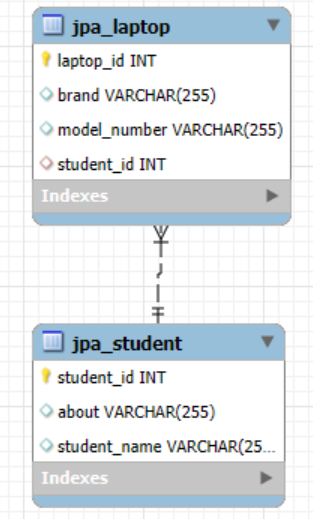 jpa_laptop
laptop_id INT
brand VARCHAR(255)
model_number VARCHAR(255)
student_id INT
Indexes
jpa_student
student_id INT
about VARCHAR(255)
student_name VARCHAR(25...
Indexes